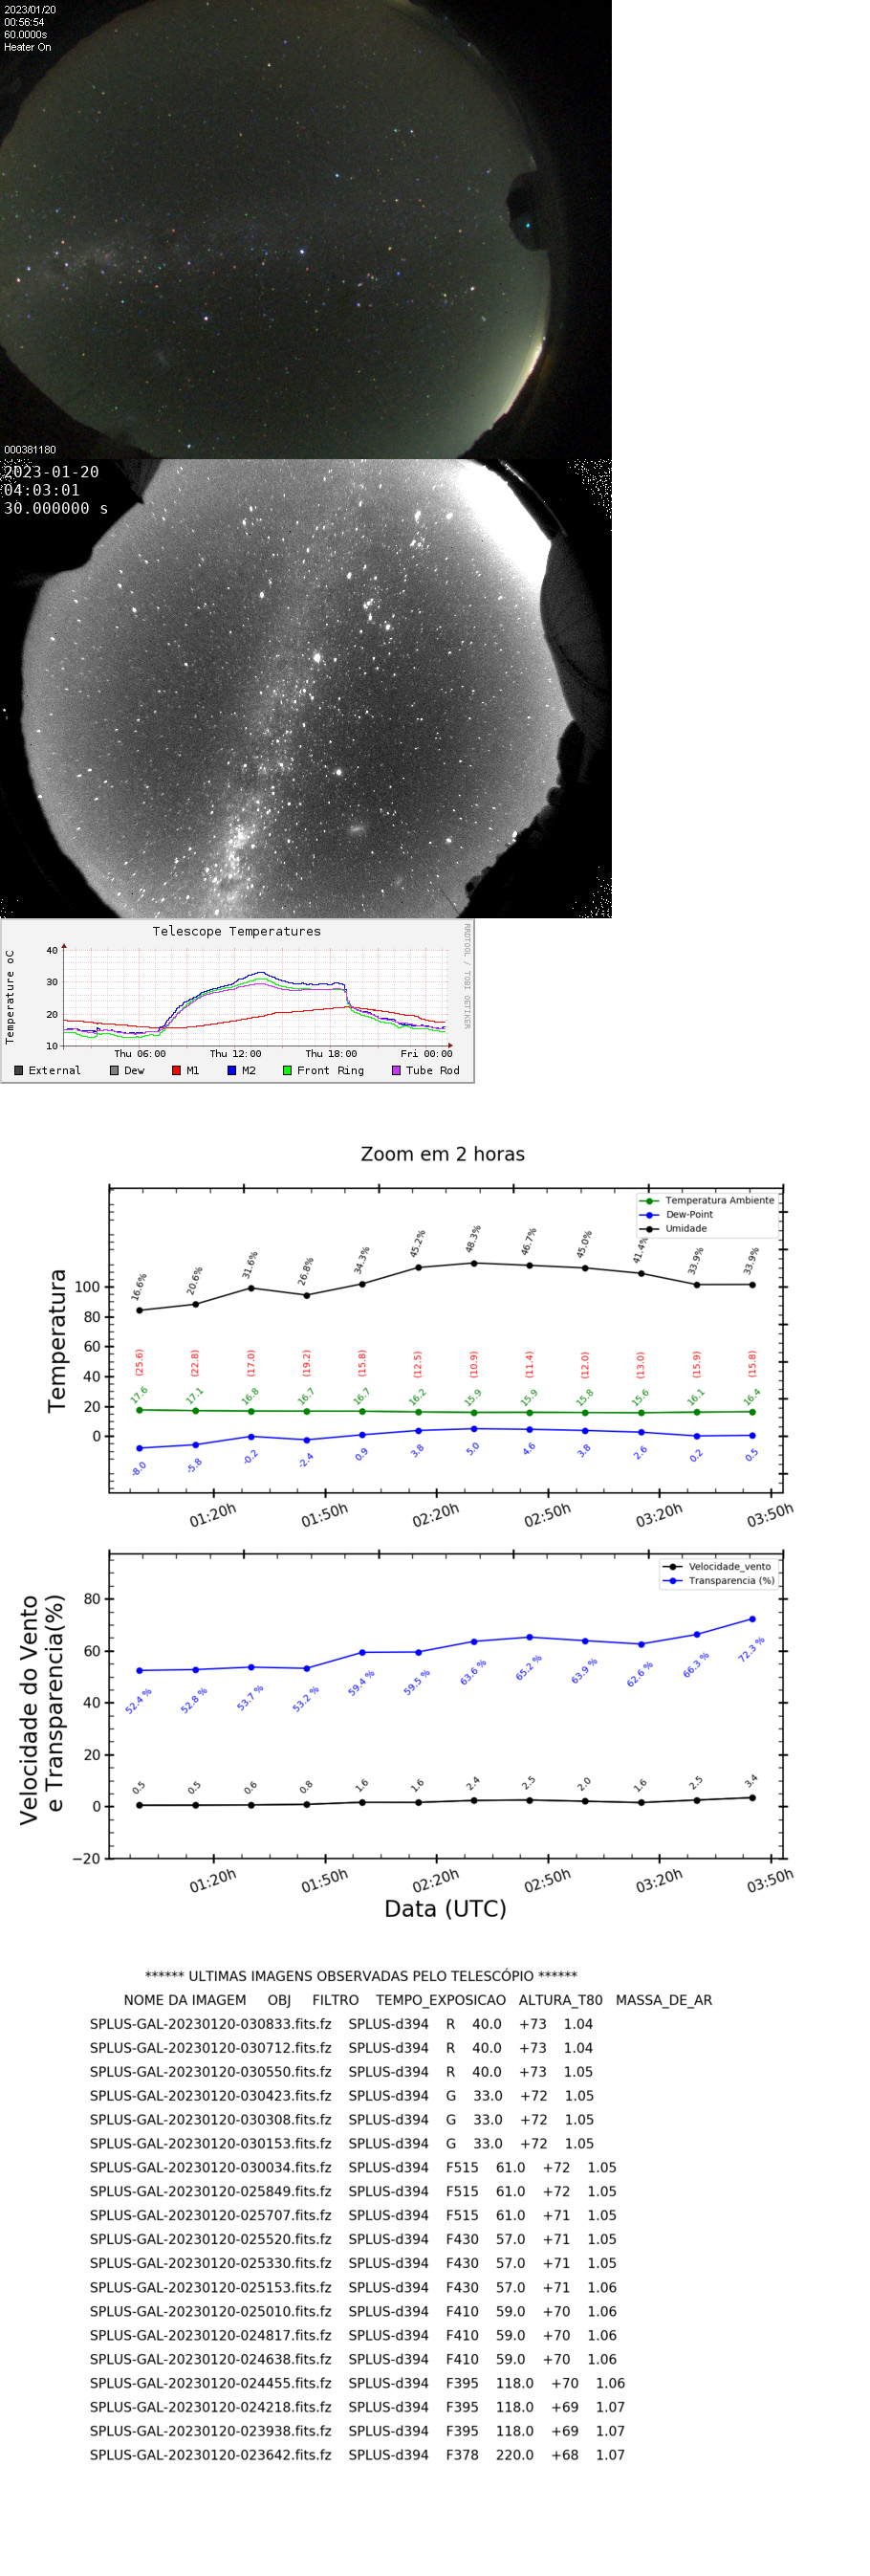 2023/01/20
00:56:54
60.0000s
Heater On
000381180
2023-01-20
04:03:01
30.000000 s
Telescope Temperatures
RRDTOOL / TOBI OETIKER
Temperature oC
40
30
20
10
Thu 06:00 Thu 12:00 Thu 18:00 Fri 00:00
External Dew M1 M2 Front Ring Tube Rod
Zoom em 2 horas
Temperatura Ambiente
Dew-Point
Umidade
16.6% 20.6% 31.6% 26.8% 34.3% 45.2% 48.3% 46.7% 45.0% 41.4% 33.9% 33.9%
Temperatura
100
80
60
40
20
0
(25.6) (22.8) (17.0) (19.2) (15.8) (12.5) (10.9) (11.4) (12.0) (13.0) (15.9) (15.8)
17.6 17.1 16.8 16.7 16.7 16.2 15.9 15.9 15.8 15.6 16.1 16.4
-8.0 -5.8 -0.2 -2.4 0.9 3.8 5.0 4.6 3.8 2.6 0.2 0.5
01:20h 01:50h 02:20h 02:50h 03:20h 03:50h
Velocidade_vento
Transparencia (%)
Velocidade do Vento
e Transparencia(%)
80
60
40
20
0
−20
52.4 % 52.8 % 53.7 % 53.2 % 59.4 % 59.5 % 63.6 % 65.2 % 63.9 % 62.6 % 66.3 % 72.3 %
0.5 0.5 0.6 0.8 1.6 1.6 2.4 2.5 2.0 1.6 2.5 3.4
01:20h 01:50h 02:20h 02:50h 03:20h 03:50h
Data (UTC)
****** ULTIMAS IMAGENS OBSERVADAS PELO TELESCÓPIO ******
NOME DA IMAGEM OBJ FILTRO TEMPO_EXPOSICAO ALTURA_T80 MASSA_DE_AR
SPLUS-GAL-20230120-030833.fits.fz SPLUS-d394 R 40.0 +73 1.04
SPLUS-GAL-20230120-030712.fits.fz SPLUS-d394 R 40.0 +73 1.04
SPLUS-GAL-20230120-030550.fits.fz SPLUS-d394 R 40.0 +73 1.05
SPLUS-GAL-20230120-030423.fits.fz SPLUS-d394 G 33.0 +72 1.05
SPLUS-GAL-20230120-030308.fits.fz SPLUS-d394 G 33.0 +72 1.05
SPLUS-GAL-20230120-030153.fits.fz SPLUS-d394 G 33.0 +72 1.05
SPLUS-GAL-20230120-030034.fits.fz SPLUS-d394 F515 61.0 +72 1.05
SPLUS-GAL-20230120-025849.fits.fz SPLUS-d394 F515 61.0 +72 1.05
SPLUS-GAL-20230120-025707.fits.fz SPLUS-d394 F515 61.0 +71 1.05
SPLUS-GAL-20230120-025520.fits.fz SPLUS-d394 F430 57.0 +71 1.05
SPLUS-GAL-20230120-025330.fits.fz SPLUS-d394 F430 57.0 +71 1.05
SPLUS-GAL-20230120-025153.fits.fz SPLUS-d394 F430 57.0 +71 1.06
SPLUS-GAL-20230120-025010.fits.fz SPLUS-d394 F410 59.0 +70 1.06
SPLUS-GAL-20230120-024817.fits.fz SPLUS-d394 F410 59.0 +70 1.06
SPLUS-GAL-20230120-024638.fits.fz SPLUS-d394 F410 59.0 +70 1.06
SPLUS-GAL-20230120-024455.fits.fz SPLUS-d394 F395 118.0 +70 1.06
SPLUS-GAL-20230120-024218.fits.fz SPLUS-d394 F395 118.0 +69 1.07
SPLUS-GAL-20230120-023938.fits.fz SPLUS-d394 F395 118.0 +69 1.07
SPLUS-GAL-20230120-023642.fits.fz SPLUS-d394 F378 220.0 +68 1.07